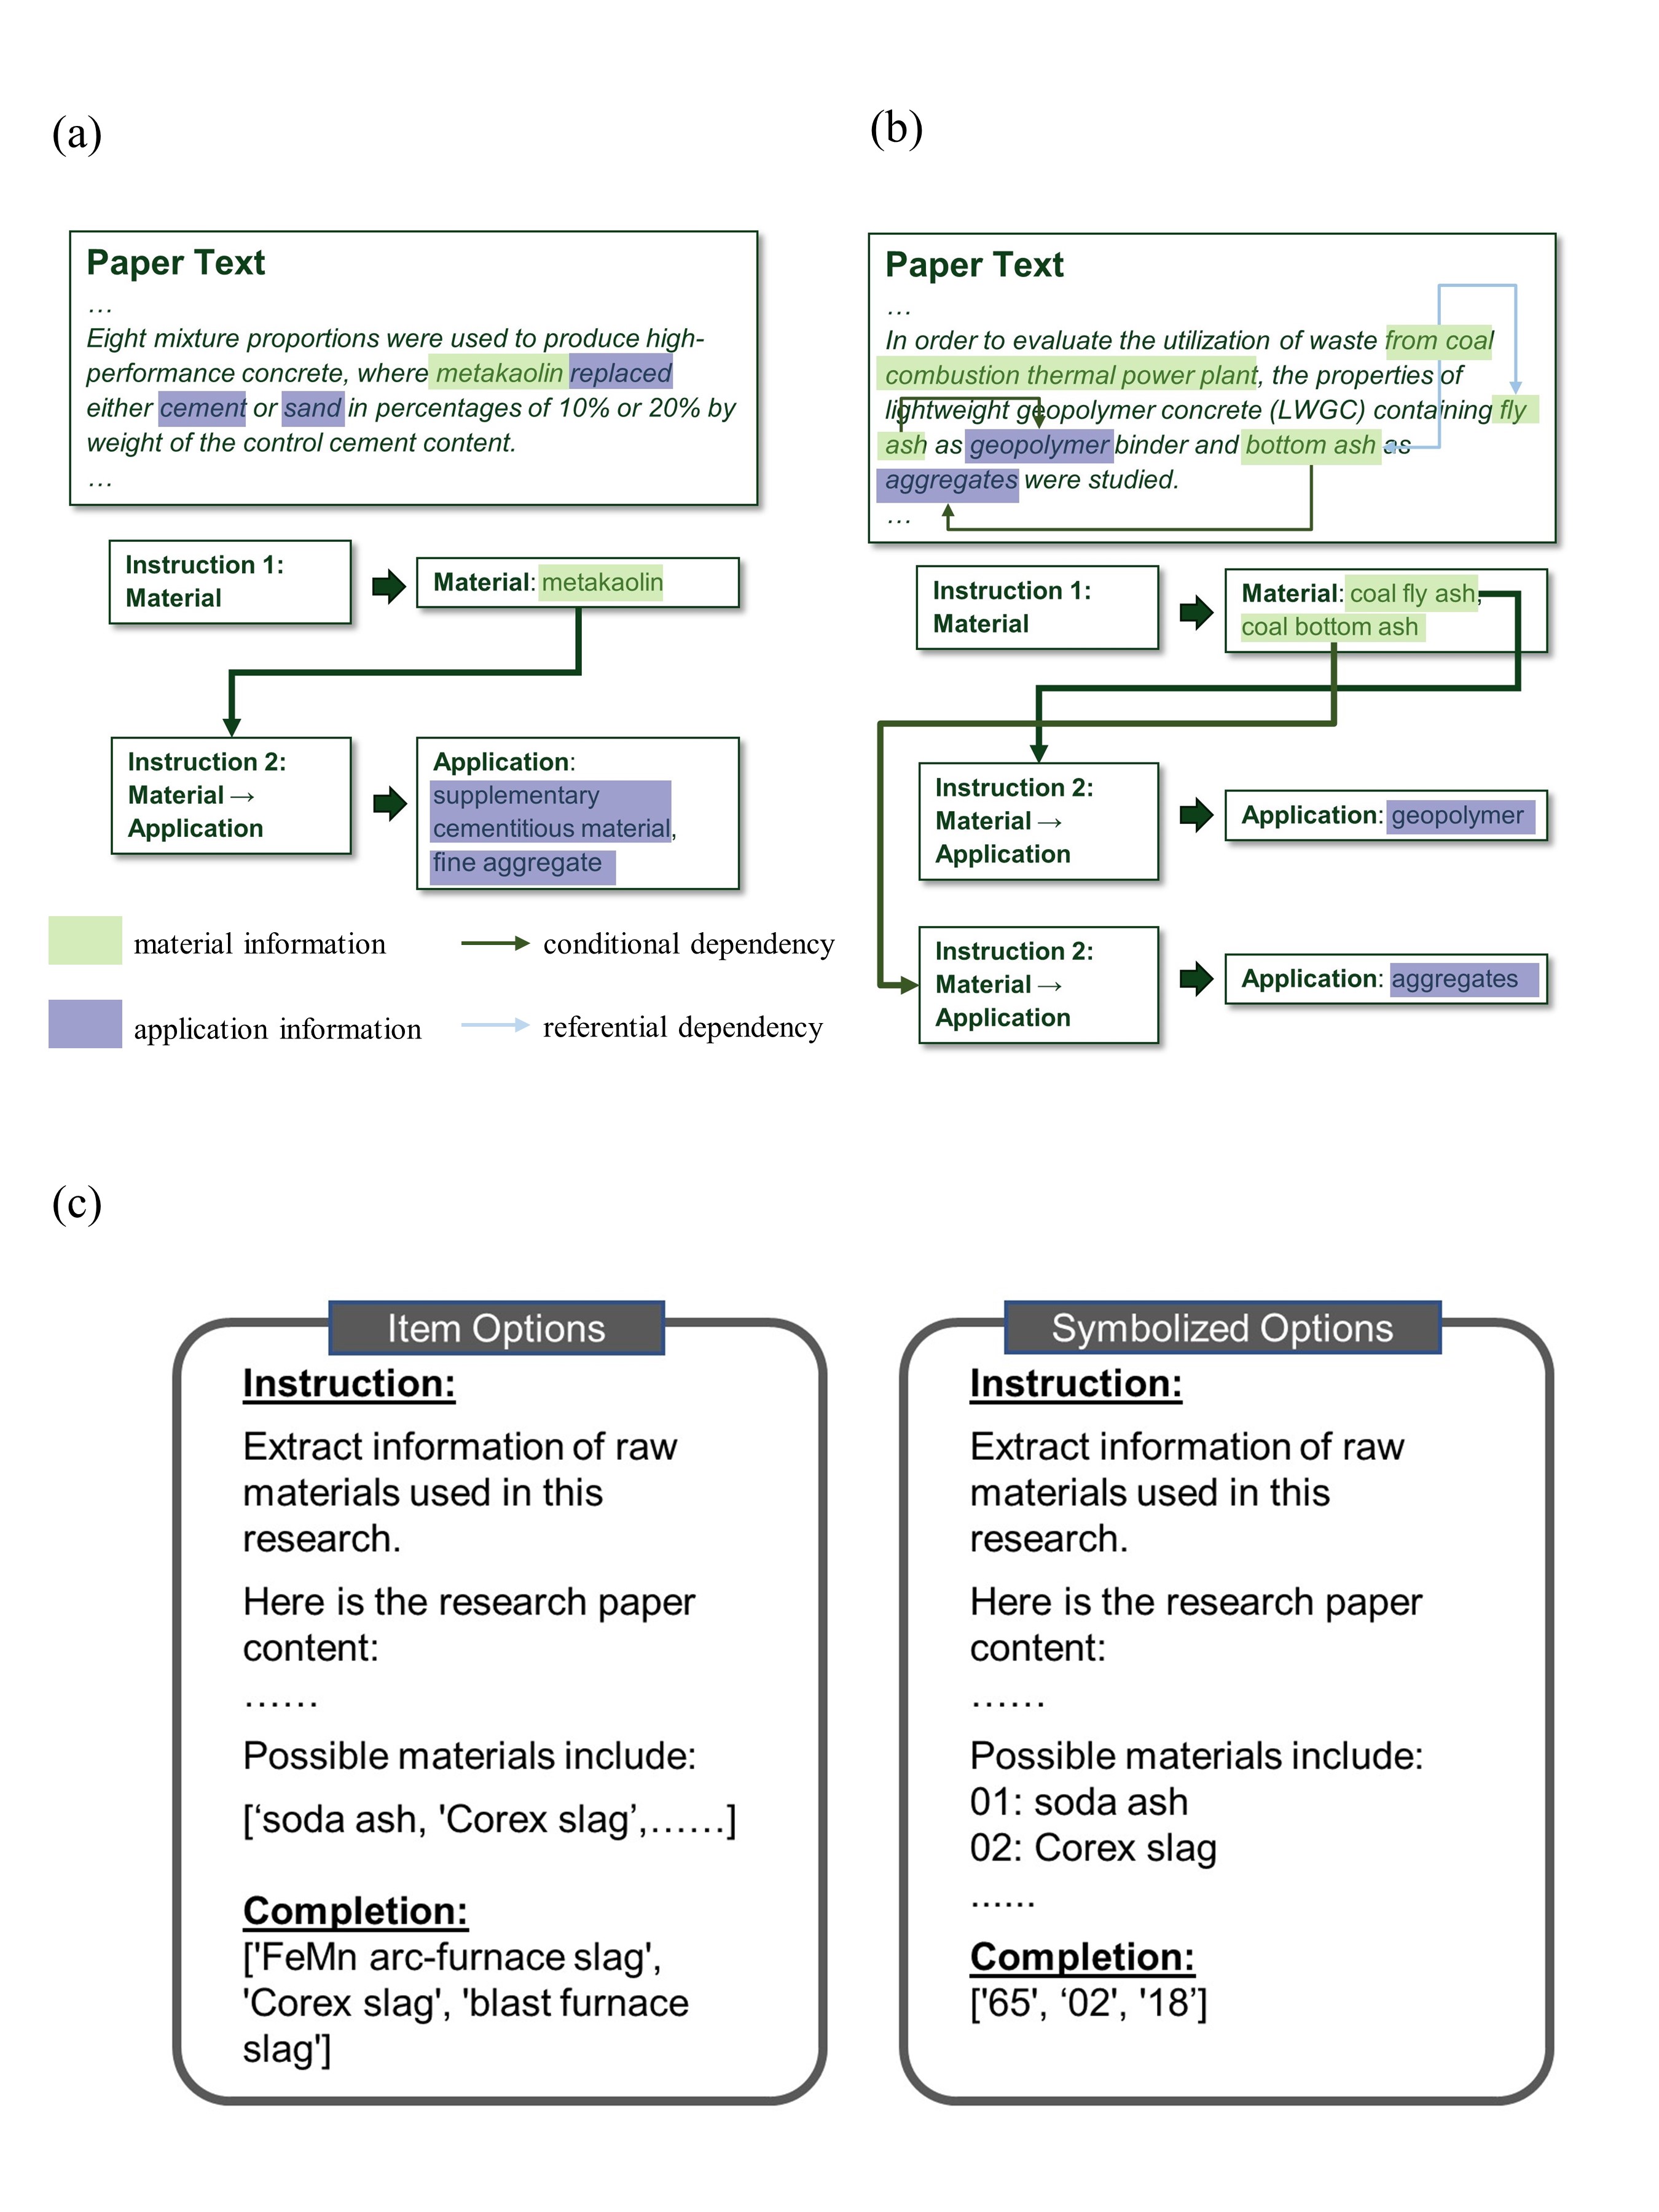 (a)
Paper Text
…
Eight mixture proportions were used to produce high-
performance concrete, where metakaolin replaced
either cement or sand in percentages of 10% or 20% by
weight of the control cement content.
…
Instruction 1:
Material
Material: metakaolin
Instruction 2:
Material →
Application
Application:
supplementary
cementitious material,
fine aggregate
material information
conditional dependency
application information
referential dependency
(b)
Paper Text
…
In order to evaluate the utilization of waste from coal
combustion thermal power plant, the properties of
lightweight geopolymer concrete (LWGC) containing fly
ash as geopolymer binder and bottom ash as
aggregates were studied.
…
Instruction 1:
Material
Material: coal fly ash,
coal bottom ash
Instruction 2:
Material →
Application
Application: geopolymer
Instruction 2:
Material →
Application
Application: aggregates
(c)
Item Options
Instruction:
Extract information of raw
materials used in this
research.
Here is the research paper
content:
......
Possible materials include:
[‘soda ash, 'Corex slag’,......]
Completion:
['FeMn arc-furnace slag',
'Corex slag', 'blast furnace
slag']
Symbolized Options
Instruction:
Extract information of raw
materials used in this
research.
Here is the research paper
content:
......
Possible materials include:
01: soda ash
02: Corex slag
......
Completion:
['65', ‘02', '18’]